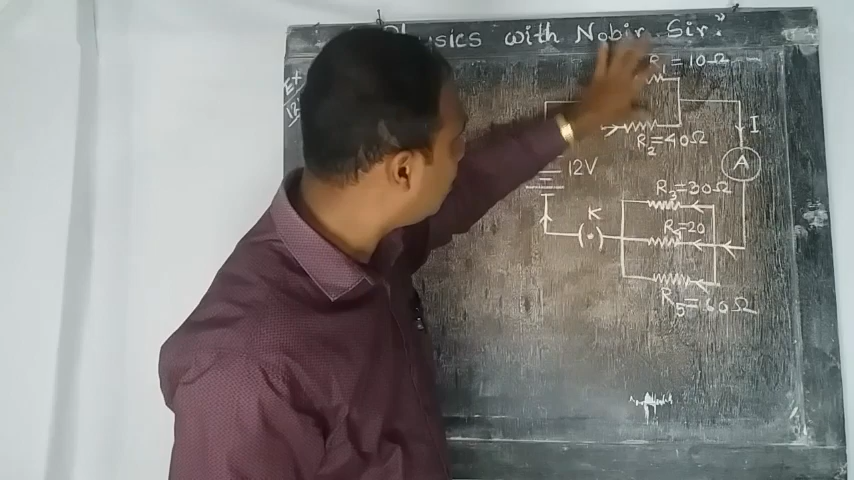 Physics with Nobir Sir"
R1 = 10Ω
R2=40Ω
I
A
12V
R3=30Ω
K
R4=20
R5=60Ω